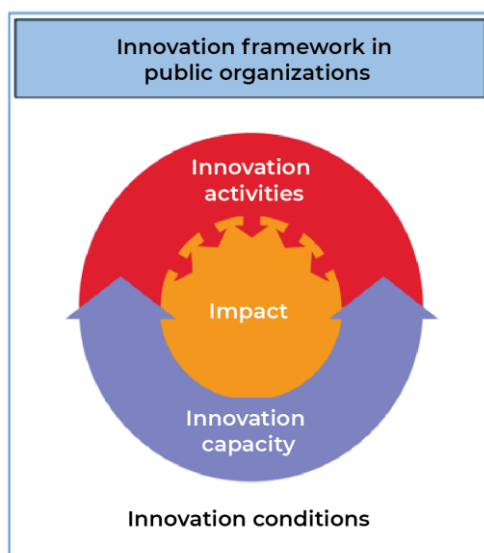 Innovation framework in
public organizations
Innovation
activities
Impact
Innovation
capacity
Innovation conditions